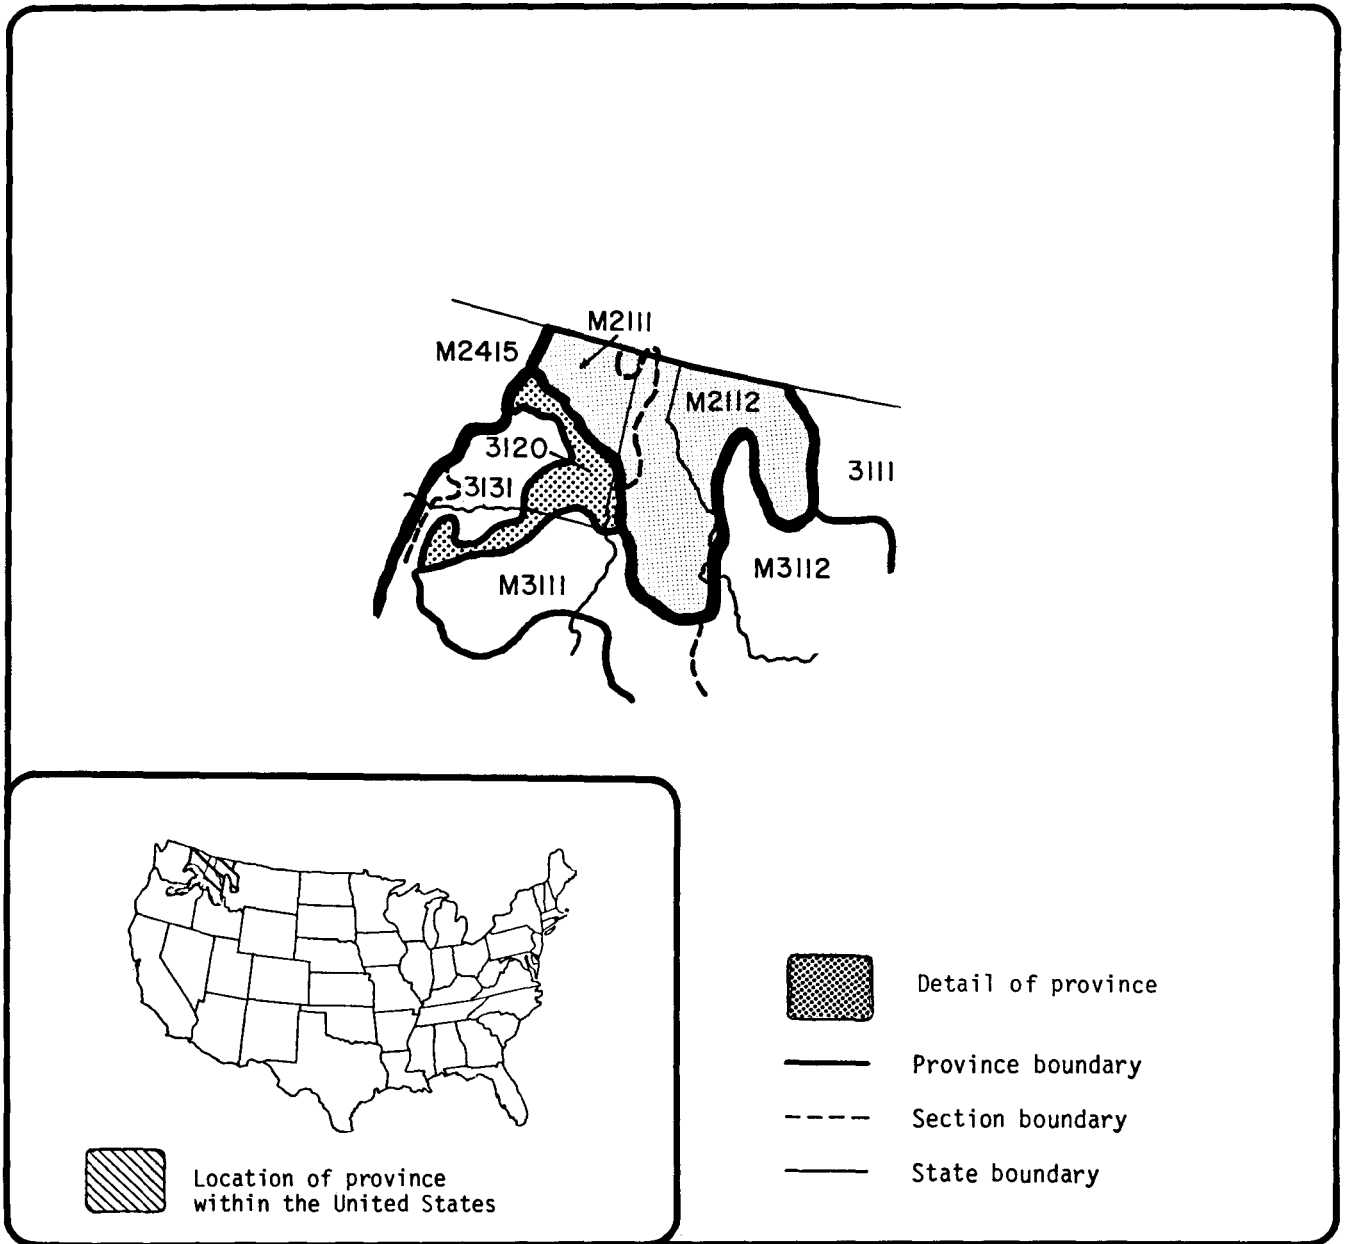 M2111
M2415
M2112
3120
3111
3131
M3112
M3111
Detail of province
Province boundary
Section boundary
State boundary
Location of province
within the United States